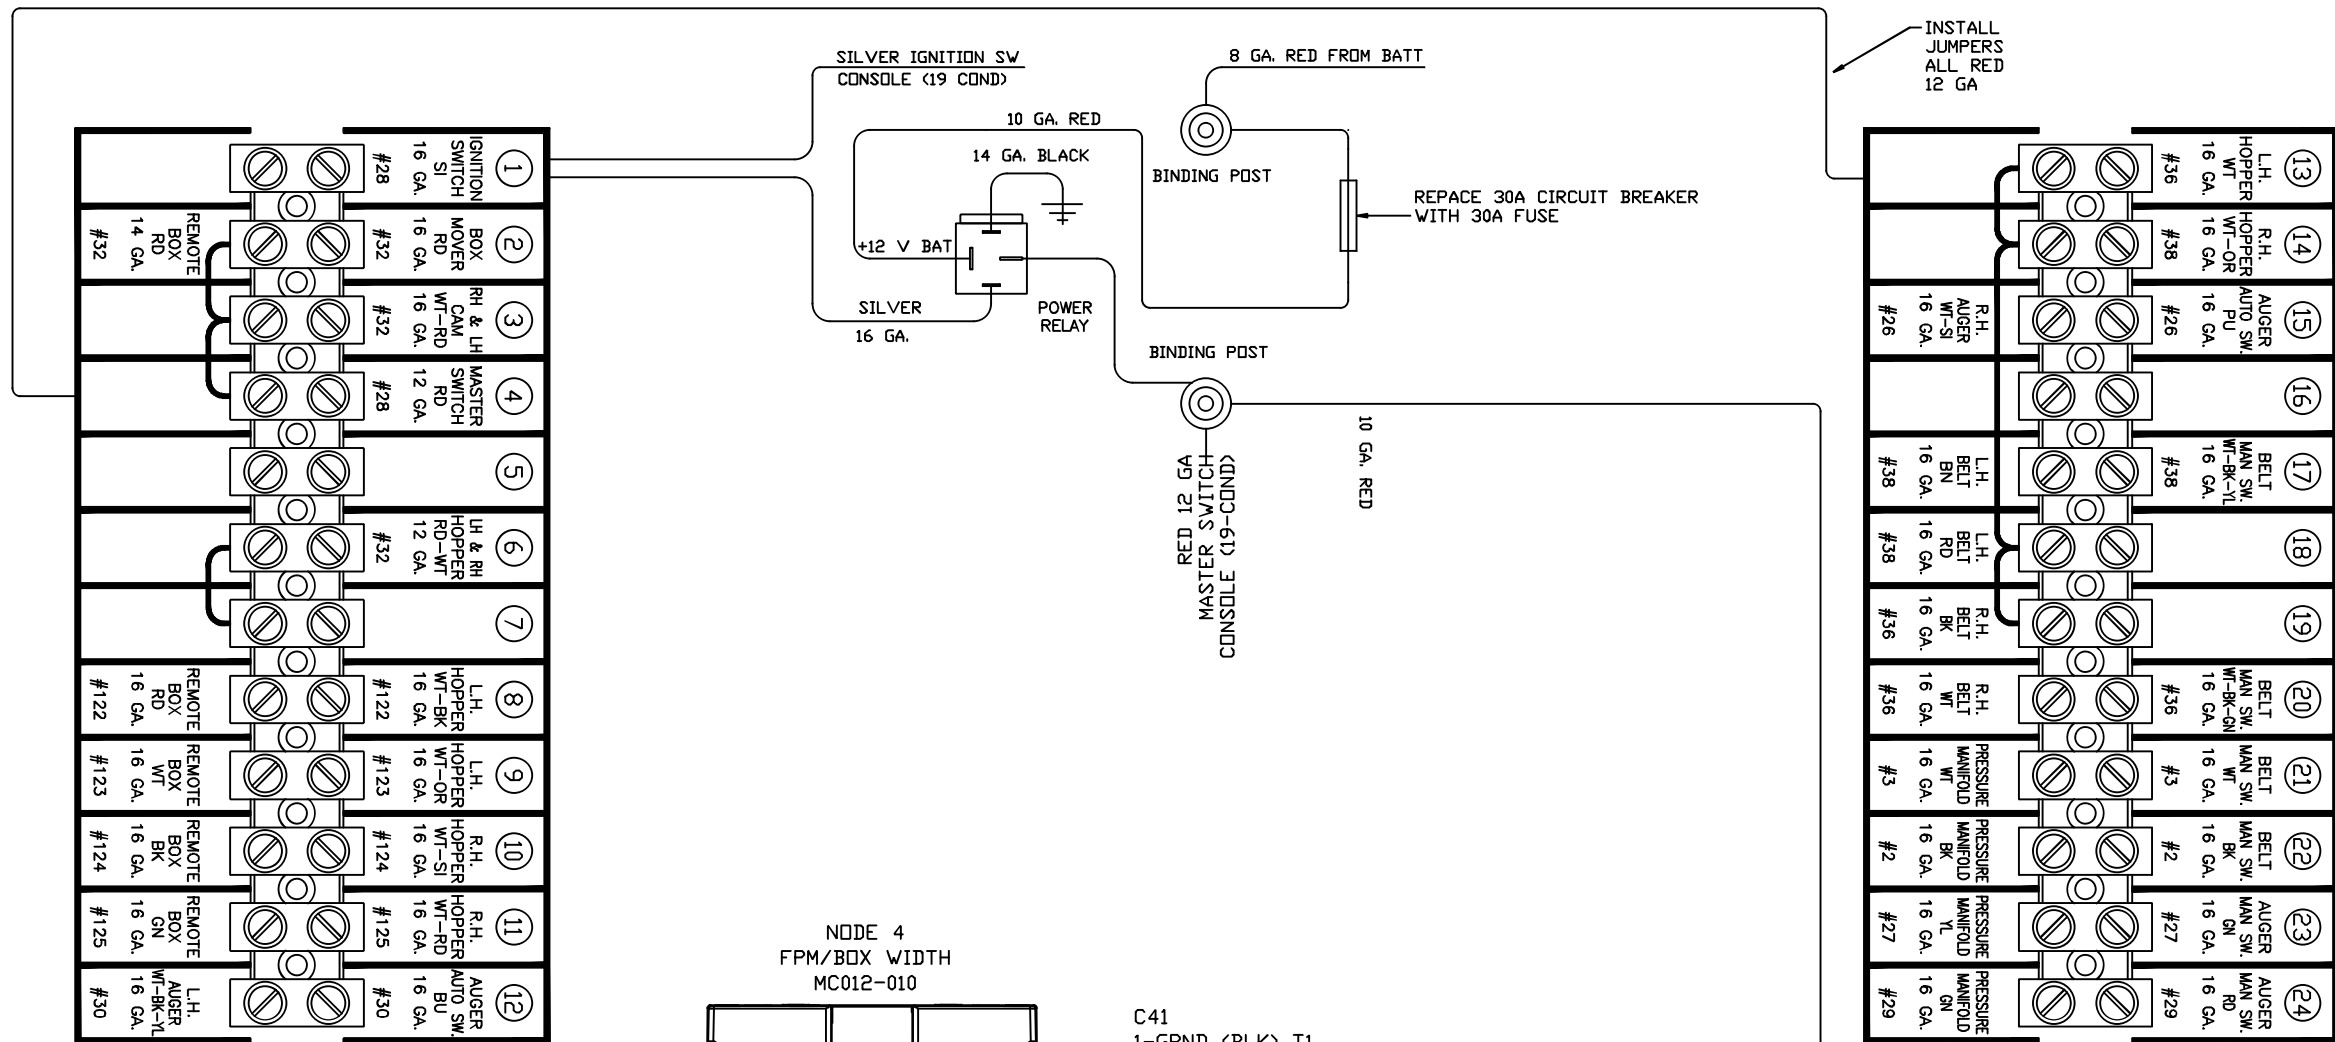 SILVER IGNITION SW
CONSOLE (19 COND)
8 GA. RED FROM BATT
INSTALL
JUMPERS
ALL RED
12 GA
10 GA. RED
14 GA. BLACK
BINDING POST
REPACE 30A CIRCUIT BREAKER
WITH 30A FUSE
+12 V BAT
SILVER
16 GA.
POWER
RELAY
BINDING POST
10 GA. RED
CONSOLE (19-COND)
MASTER SWITCH
RED 12 GA
1
IGNITION
SWITCH
SI
16 GA.
#28
2
BOX
MOVER
RD
16 GA.
#32
REMOTE
BOX
RD
14 GA.
#32
3
RH & LH
CAM
WT-RD
16 GA.
#32
4
MASTER
SWITCH
RD
12 GA.
#28
5
6
LH & RH
HOPPER
RD-WT
12 GA.
#32
7
8
L.H.
HOPPER
WT-BK
16 GA.
#122
REMOTE
BOX
RD
16 GA.
#122
9
L.H.
HOPPER
WT-OR
16 GA.
#123
REMOTE
BOX
WT
16 GA.
#123
10
R.H.
HOPPER
WT-SI
16 GA.
#124
REMOTE
BOX
BK
16 GA.
#124
11
R.H.
HOPPER
WT-RD
16 GA.
#125
REMOTE
BOX
GN
16 GA.
#125
12
AUGER
AUTO SW.
BU
16 GA.
#30
L.H.
AUGER
WT-BK-YL
16 GA.
#30
NODE 4
FPM/BOX WIDTH
MC012-010
C41
1-GRND (BLK) T1
13
L.H.
HOPPER
WT
16 GA.
#36
14
R.H.
HOPPER
WT-OR
16 GA.
#38
15
AUGER
AUTO SW.
PU
16 GA.
#26
R.H.
AUGER
WT-SI
16 GA.
#26
16
17
BELT
MAN SW.
WT-BK-YL
16 GA.
#38
L.H.
BELT
BN
16 GA.
#38
18
L.H.
BELT
RD
16 GA.
#38
19
R.H.
BELT
BK
16 GA.
#36
20
BELT
MAN SW.
WT-BK-GN
16 GA.
#36
R.H.
BELT
WT
16 GA.
#36
21
BELT
MAN SW.
WT
16 GA.
#3
PRESSURE
MANIFOLD
WT
16 GA.
#3
22
BELT
MAN SW.
BK
16 GA.
#2
PRESSURE
MANIFOLD
BK
16 GA.
#2
23
AUGER
MAN SW.
GN
16 GA.
#27
PRESSURE
MANIFOLD
YL
16 GA.
#27
24
AUGER
MAN SW.
RD
16 GA.
#29
PRESSURE
MANIFOLD
GN
16 GA.
#29